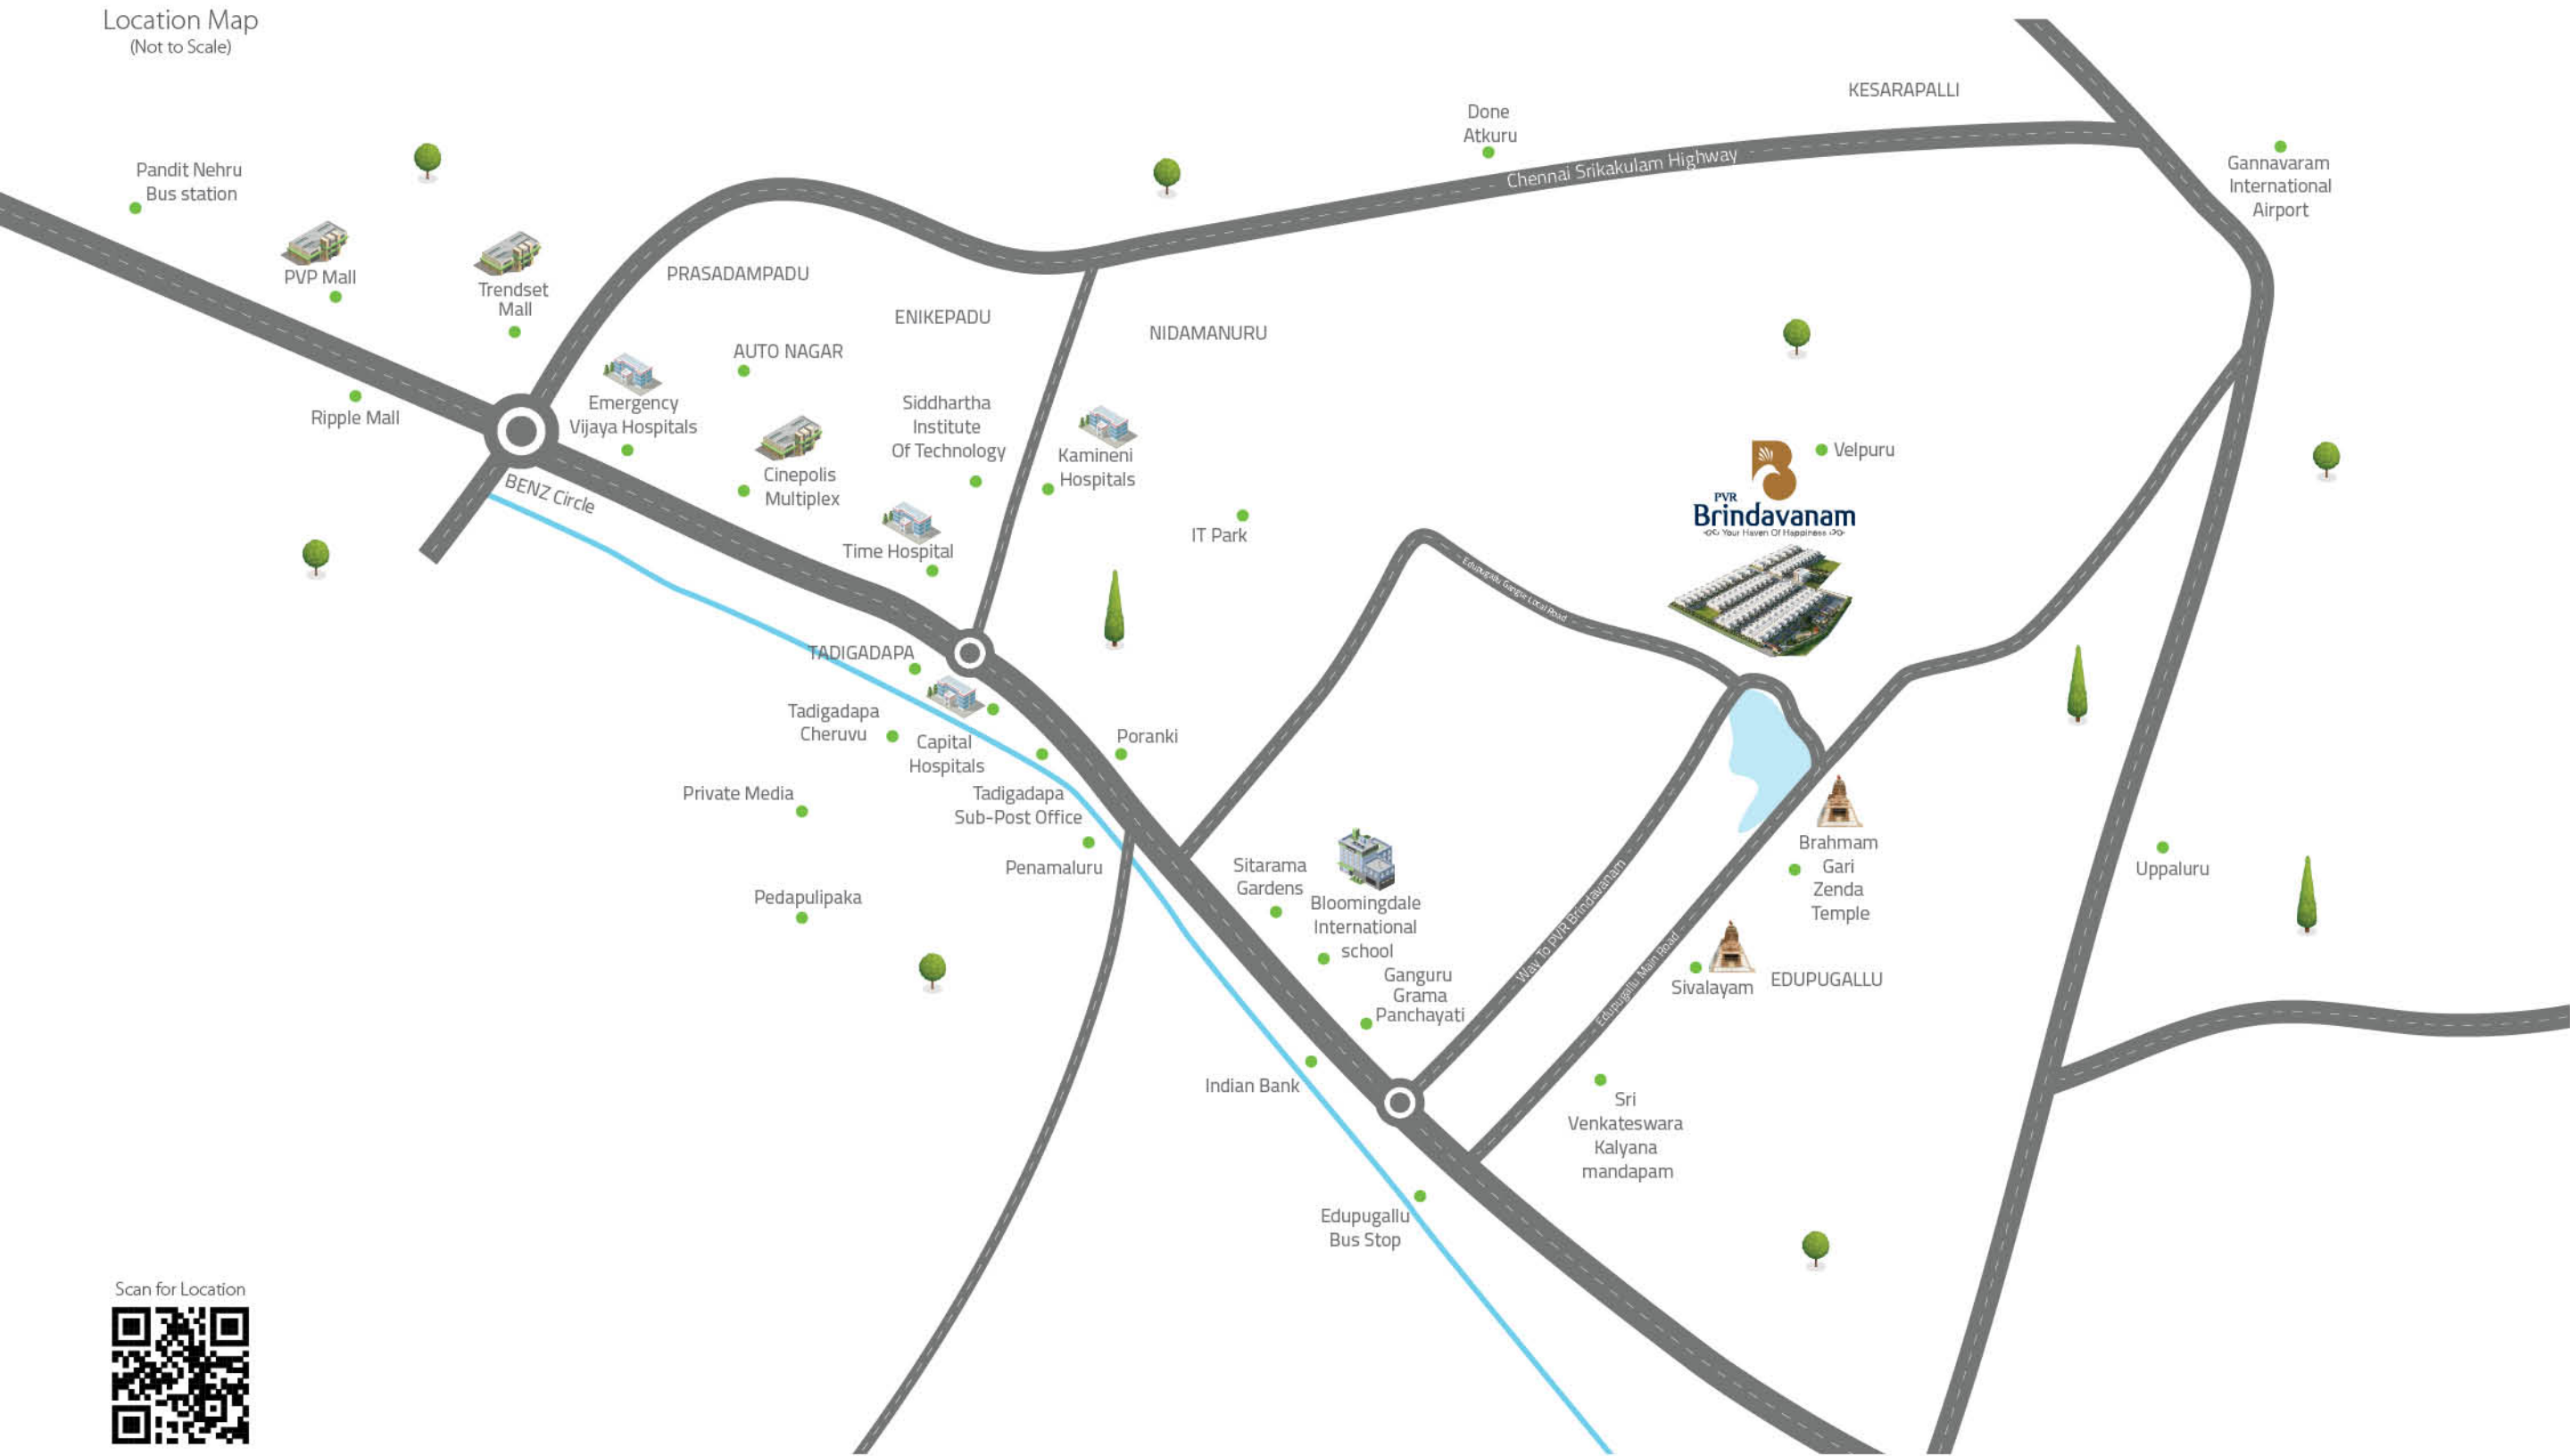 Location Map
(Not to Scale)
KESARAPALLI
Done
Atkuru
Chennai Srikakulam Highway
Gannavaram
International
Airport
Pandit Nehru
Bus station
PVP Mall
Trendset
Mall
PRASADAMPADU
ENIKEPADU
NIDAMANURU
AUTO NAGAR
Ripple Mall
Emergency
Vijaya Hospitals
Siddhartha
Institute
Of Technology
Kamineni
Hospitals
Cinepolis
Multiplex
BENZ Circle
Time Hospital
IT Park
Velpuru
PVR
Brindavanam
Your Haven Of Happiness
Edupugallu Gangur Local Road
TADIGADAPA
Tadigadapa
Cheruvu
Capital
Hospitals
Poranki
Private Media
Tadigadapa
Sub-Post Office
Penamaluru
Pedapulipaka
Sitarama
Gardens
Bloomingdale
International
school
Ganguru
Grama
Panchayati
Way To PVR Brindavanam
Edupugallu Main Road
Brahmam
Gari
Zenda
Temple
Uppaluru
Sivalayam
EDUPUGALLU
Indian Bank
Sri
Venkateswara
Kalyana
mandapam
Edupugallu
Bus Stop
Scan for Location